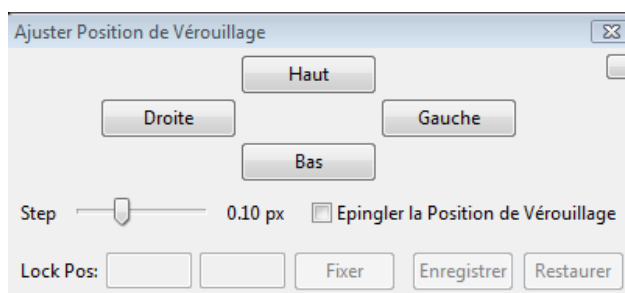 Ajuster Position de Vérouillage
Haut
Droite Gauche
Bas
Step 0.10 px Epingler la Position de Vérouillage
Lock Pos: Fixer Enregistrer Restaurer